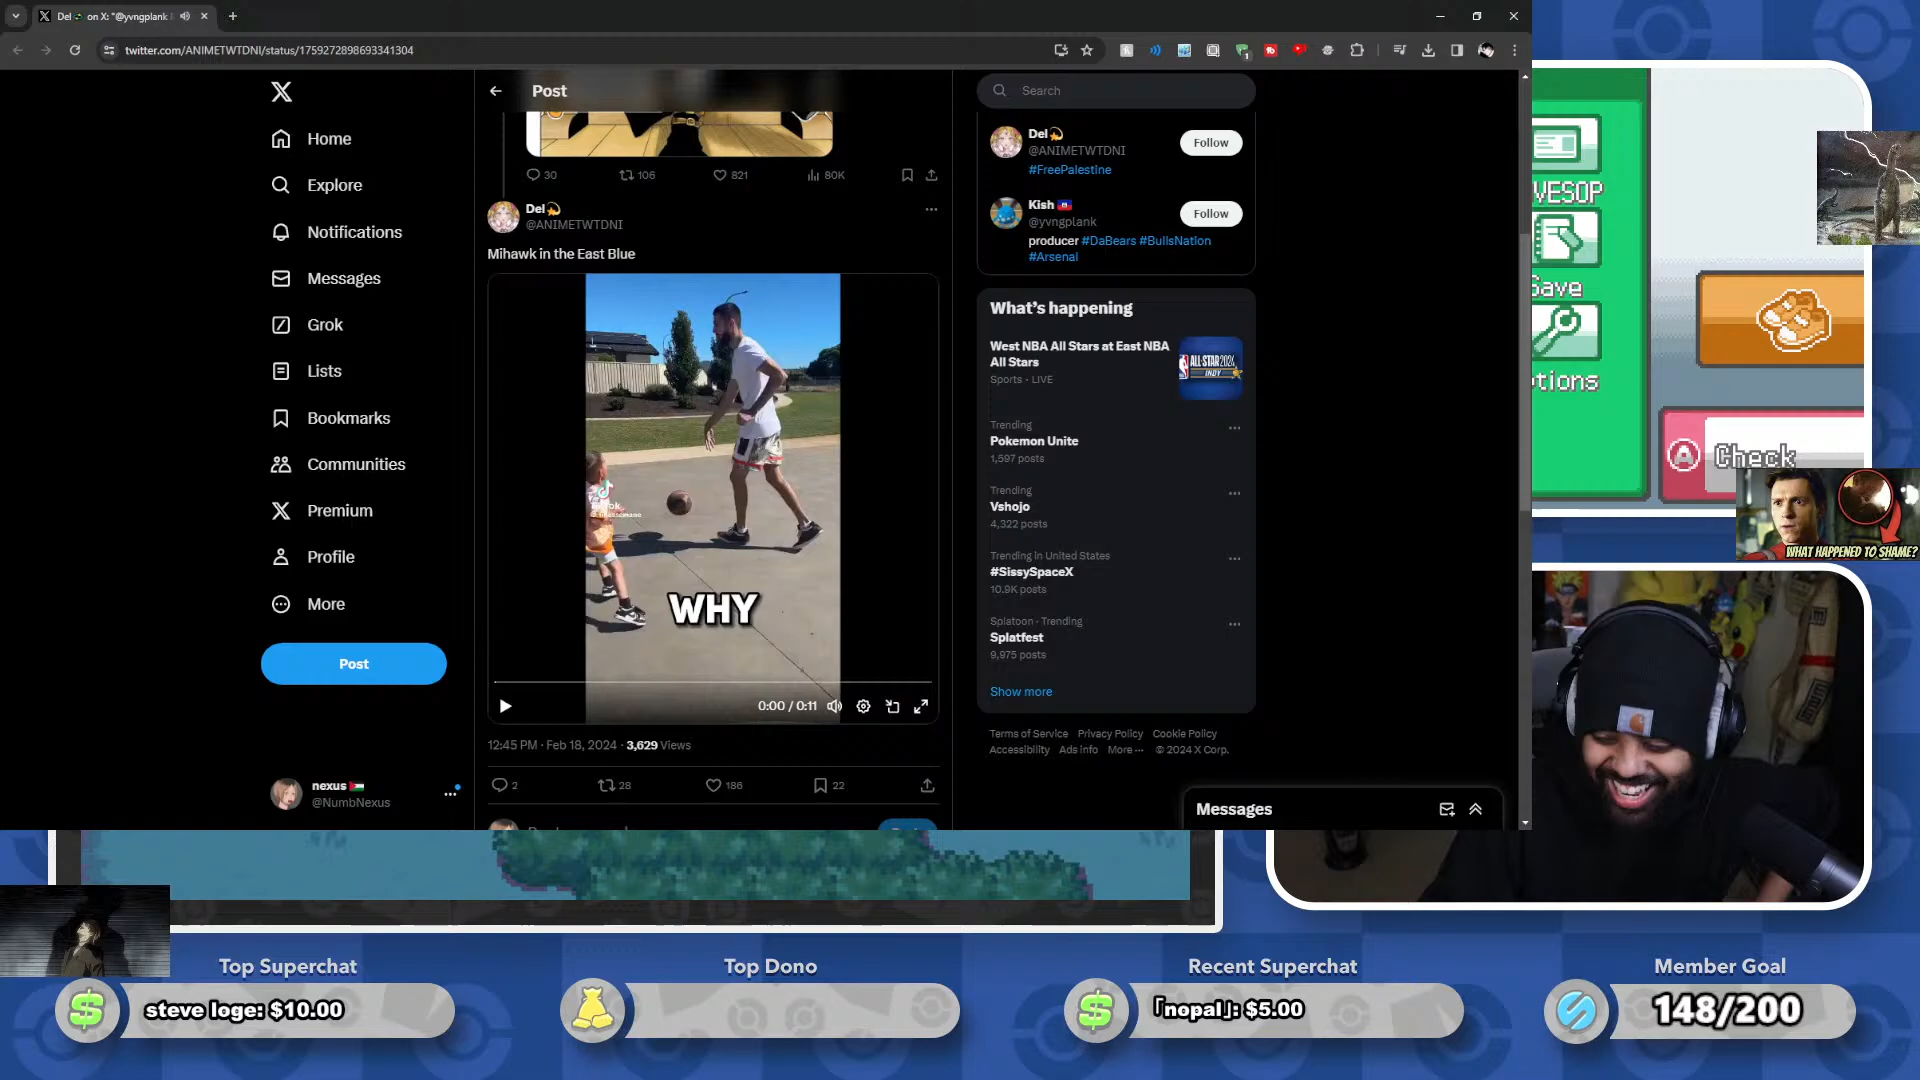 Del on X: "@yvngplank
twitter.com/ANIMETWTDNI/status/1759272898693341304
Home
Explore
Notifications
Messages
Grok
Lists
Bookmarks
Communities
Premium
Profile
More
Post
nexus
@NumbNexus
Post
30
106
821
80K
Del
@ANIMETWTDNI
Mihawk in the East Blue
WHY
0:00 / 0:11
12:45 PM · Feb 18, 2024 · 3,629 Views
2
28
186
22
Search
Del
@ANIMETWTDNI
#FreePalestine
Follow
Kish
@yvngplank
producer #DaBears #BullsNation
#Arsenal
Follow
What's happening
West NBA All Stars at East NBA
All Stars
Sports · LIVE
ALL-STAR 2024
INDY
Trending
Pokemon Unite
1,597 posts
Trending
Vshojo
4,322 posts
Trending in United States
#SissySpaceX
10.9K posts
Splatoon · Trending
Splatfest
9,975 posts
Show more
Terms of Service Privacy Policy Cookie Policy
Accessibility Ads info More ··· © 2024 X Corp.
Messages
VESOP
Save
tions
A Check
WHAT HAPPENED TO SHAME?
Top Superchat
steve loge: $10.00
Top Dono
Recent Superchat
「nopal」: $5.00
Member Goal
148/200